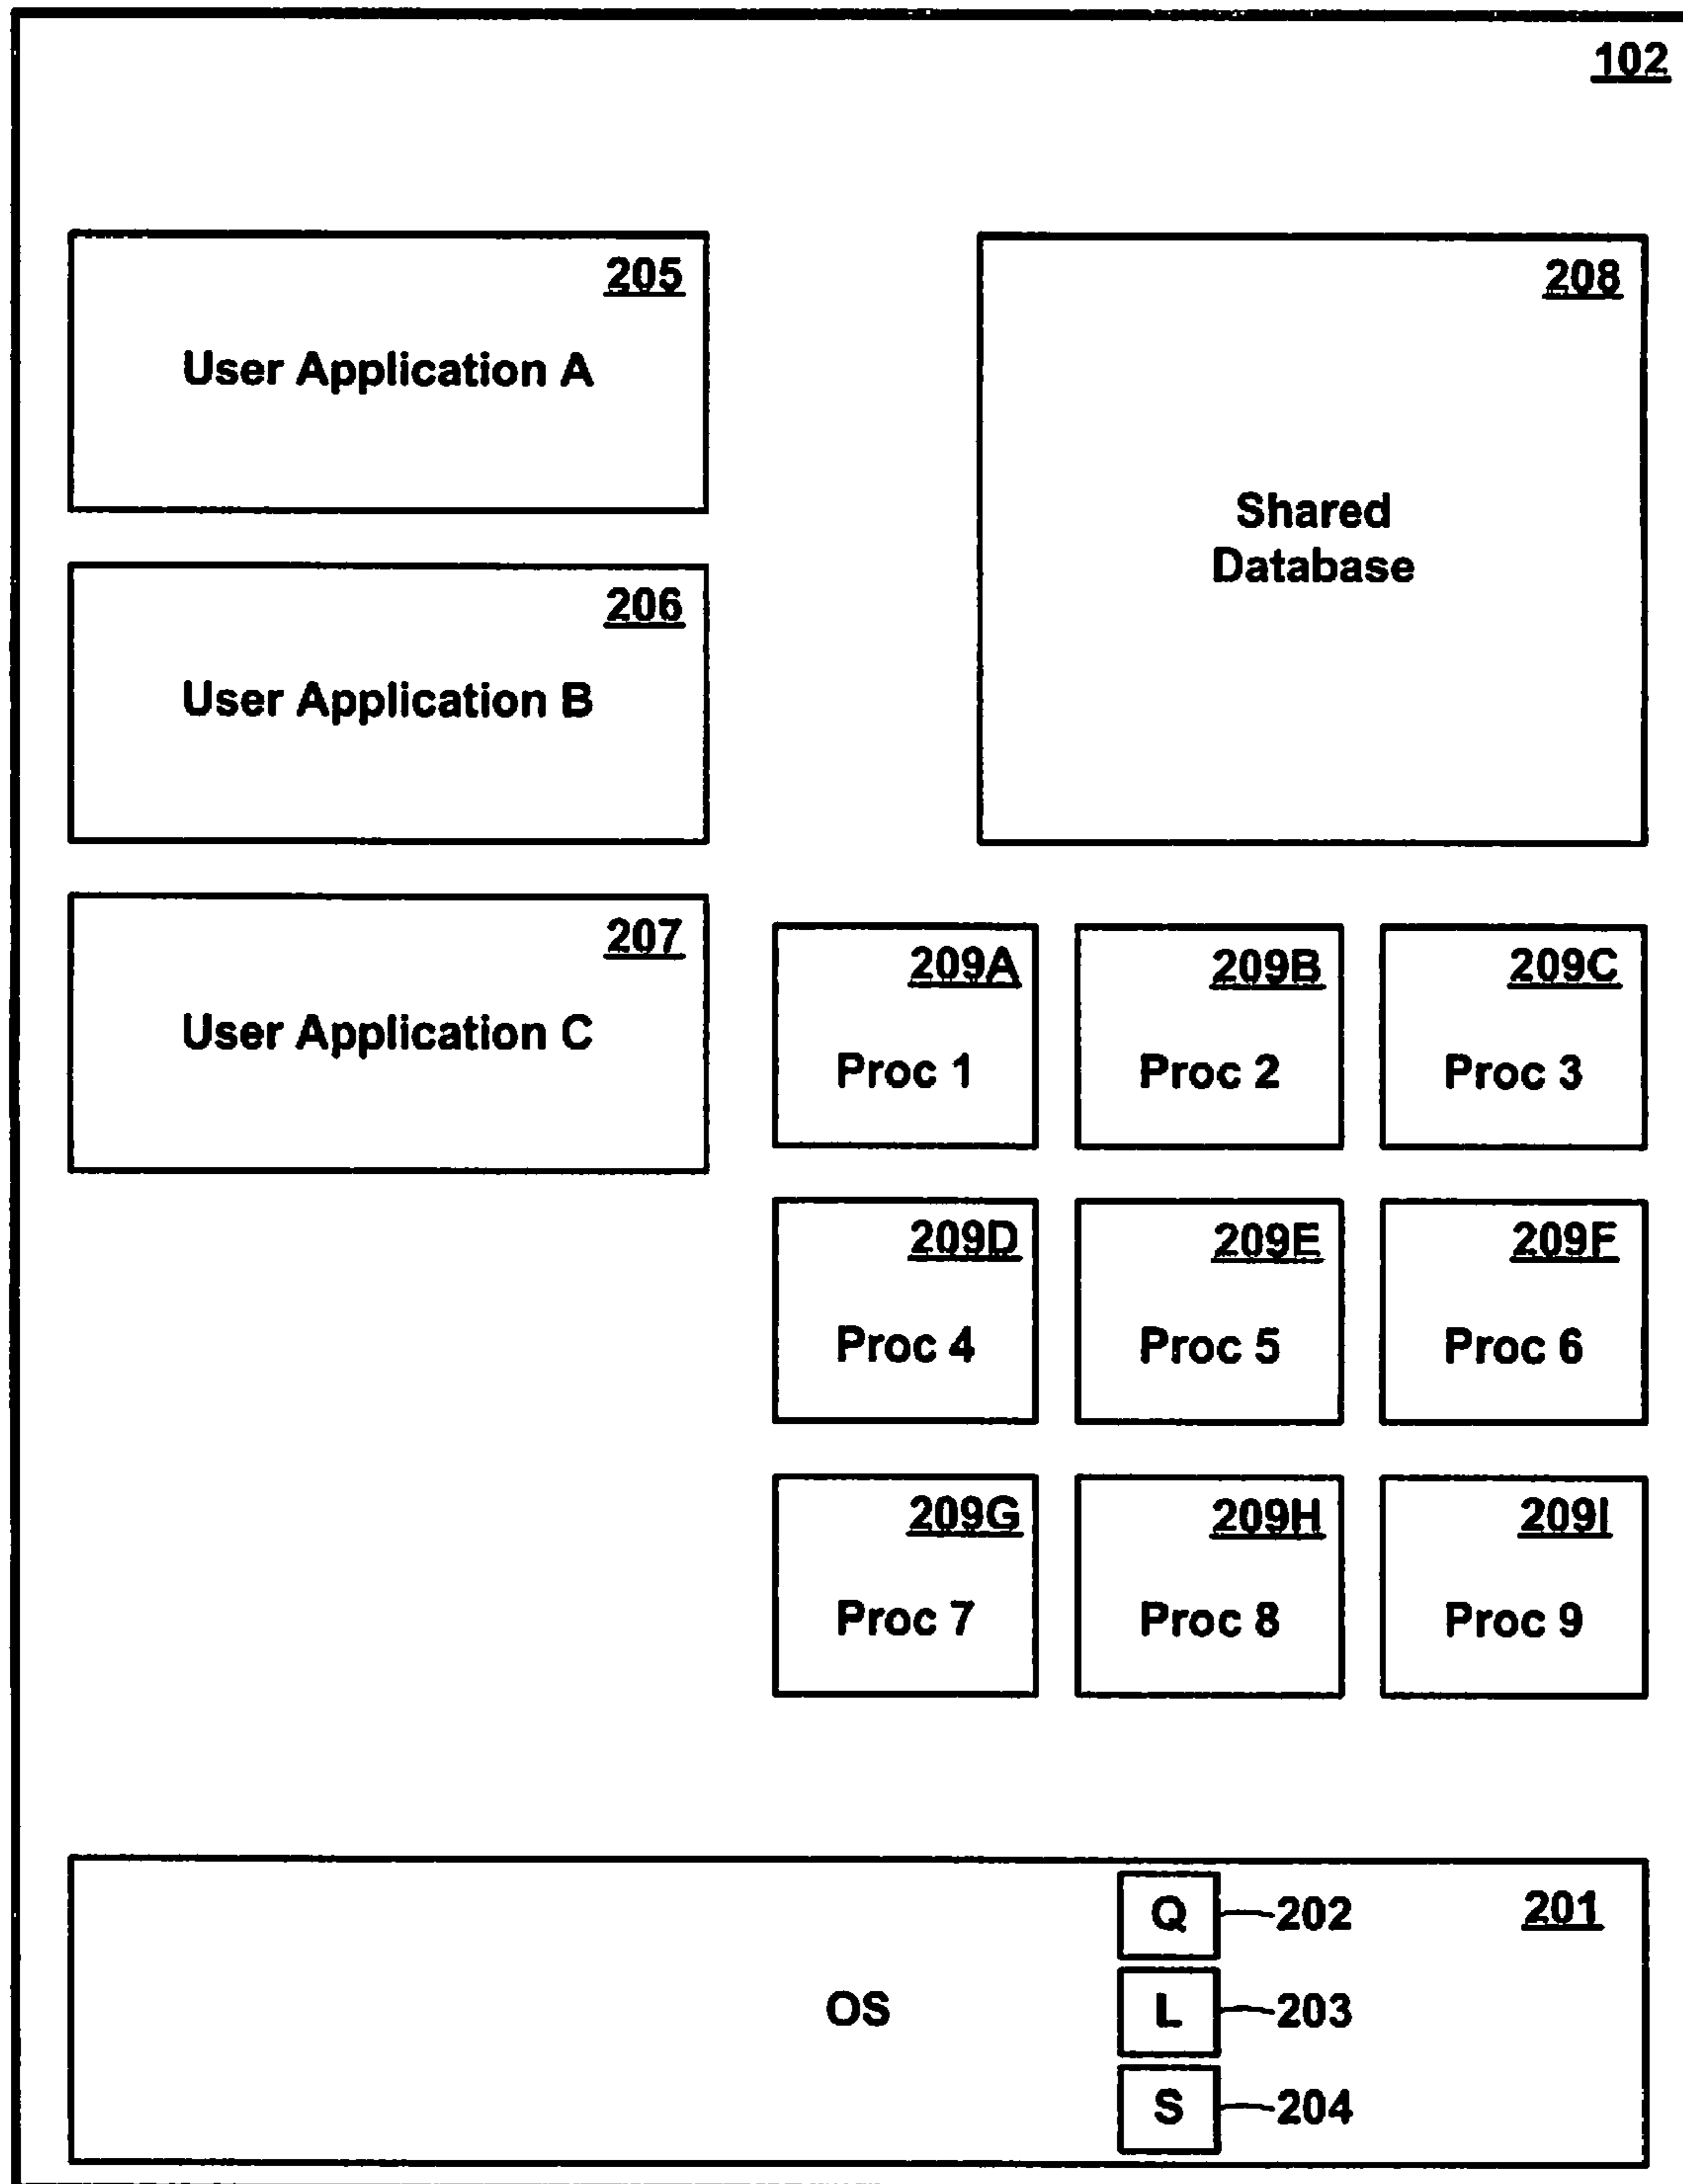 102
205
User Application A
208
Shared
Database
206
User Application B
207
User Application C
209A
Proc 1
209B
Proc 2
209C
Proc 3
209D
Proc 4
209E
Proc 5
209F
Proc 6
209G
Proc 7
209H
Proc 8
209I
Proc 9
201
OS
Q 202
L 203
S 204